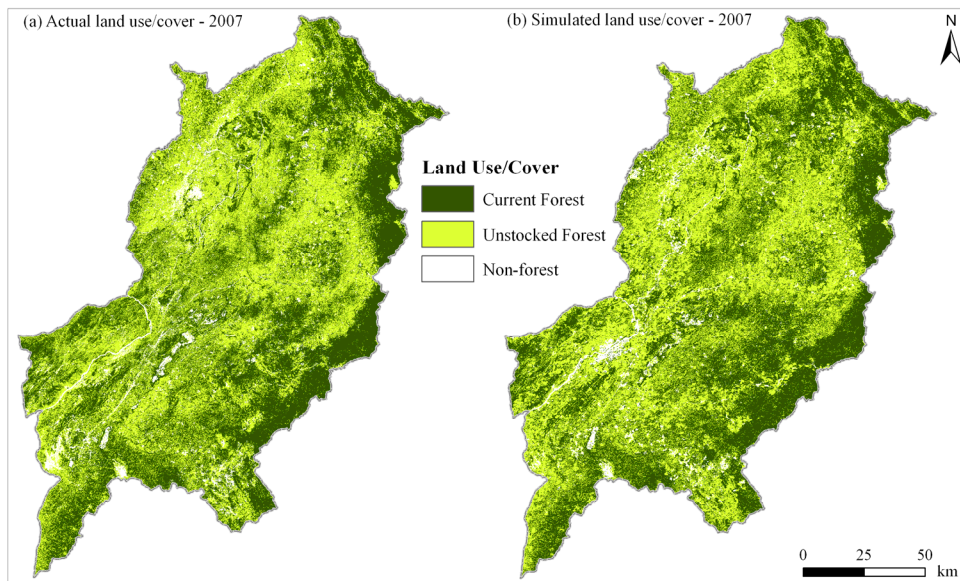 (a) Actual land use/cover - 2007
(b) Simulated land use/cover - 2007
N
Land Use/Cover
Current Forest
Unstocked Forest
Non-forest
0 25 50
km